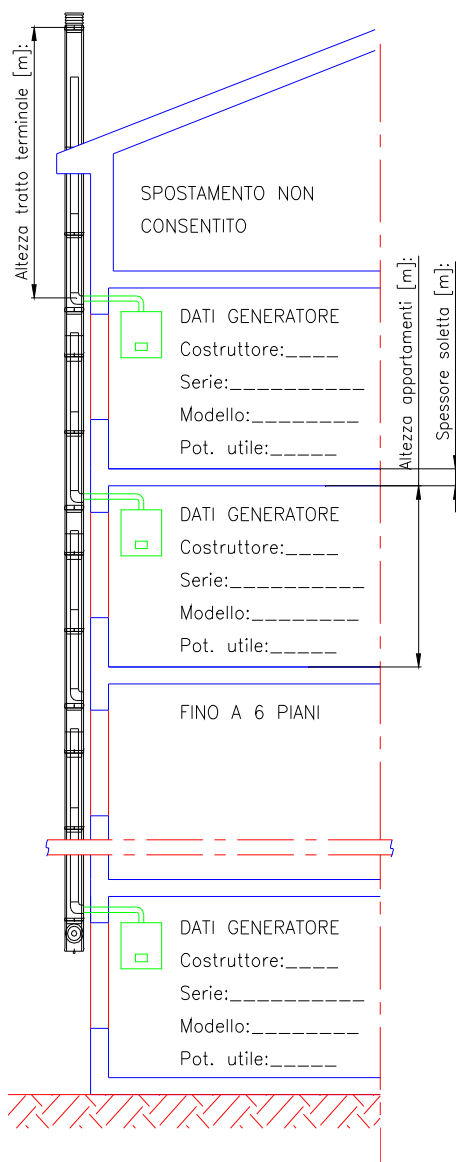 Altezza tratto terminale [m]:
SPOSTAMENTO NON
CONSENTITO
Altezza appartamenti [m]:
Spessore soletta [m]:
DATI GENERATORE
Costruttore:____
Serie:__________
Modello:________
Pot. utile:_____
DATI GENERATORE
Costruttore:____
Serie:__________
Modello:________
Pot. utile:_____
FINO A 6 PIANI
DATI GENERATORE
Costruttore:____
Serie:__________
Modello:________
Pot. utile:_____